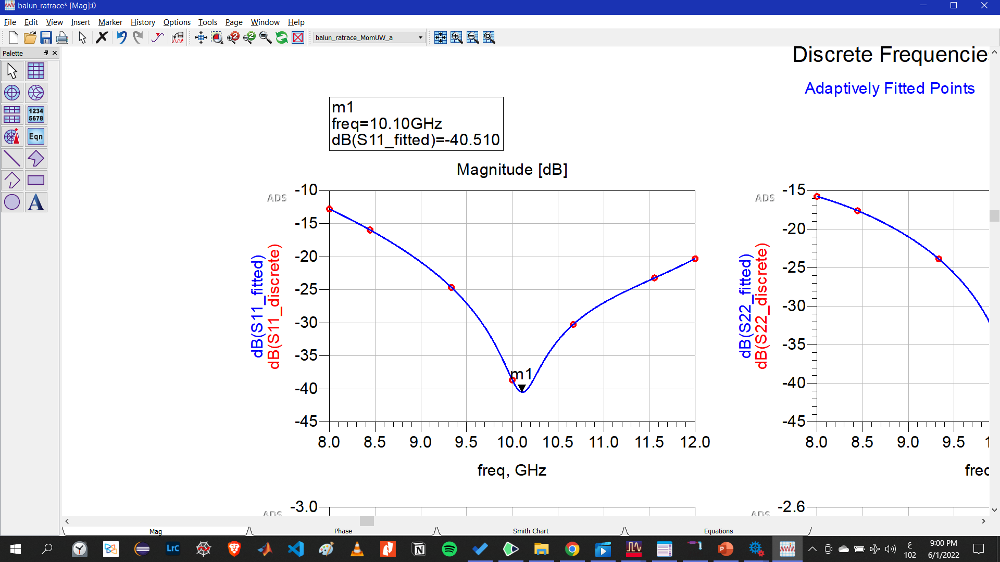 balun_ratrace* [Mag]:0
File Edit View Insert Marker History Options Tools Page Window Help
balun_ratrace_MomUW_a
Palette
1234
5678
Eqn
A
Discrete Frequencie
Adaptively Fitted Points
m1
freq=10.10GHz
dB(S11_fitted)=-40.510
Magnitude [dB]
ADS
-10
-15
-20
-25
-30
-35
-40
-45
dB(S11_fitted)
dB(S11_discrete)
m1
8.0 8.5 9.0 9.5 10.0 10.5 11.0 11.5 12.0
freq, GHz
ADS
-15
-20
-25
-30
-35
-40
-45
dB(S22_fitted)
dB(S22_discrete)
8.0 8.5 9.0 9.5 1
freq
ADS
-3.0
ADS
-2.6
Mag Phase Smith Chart Equations
Lrc
9:00 PM
6/1/2022
ع
102